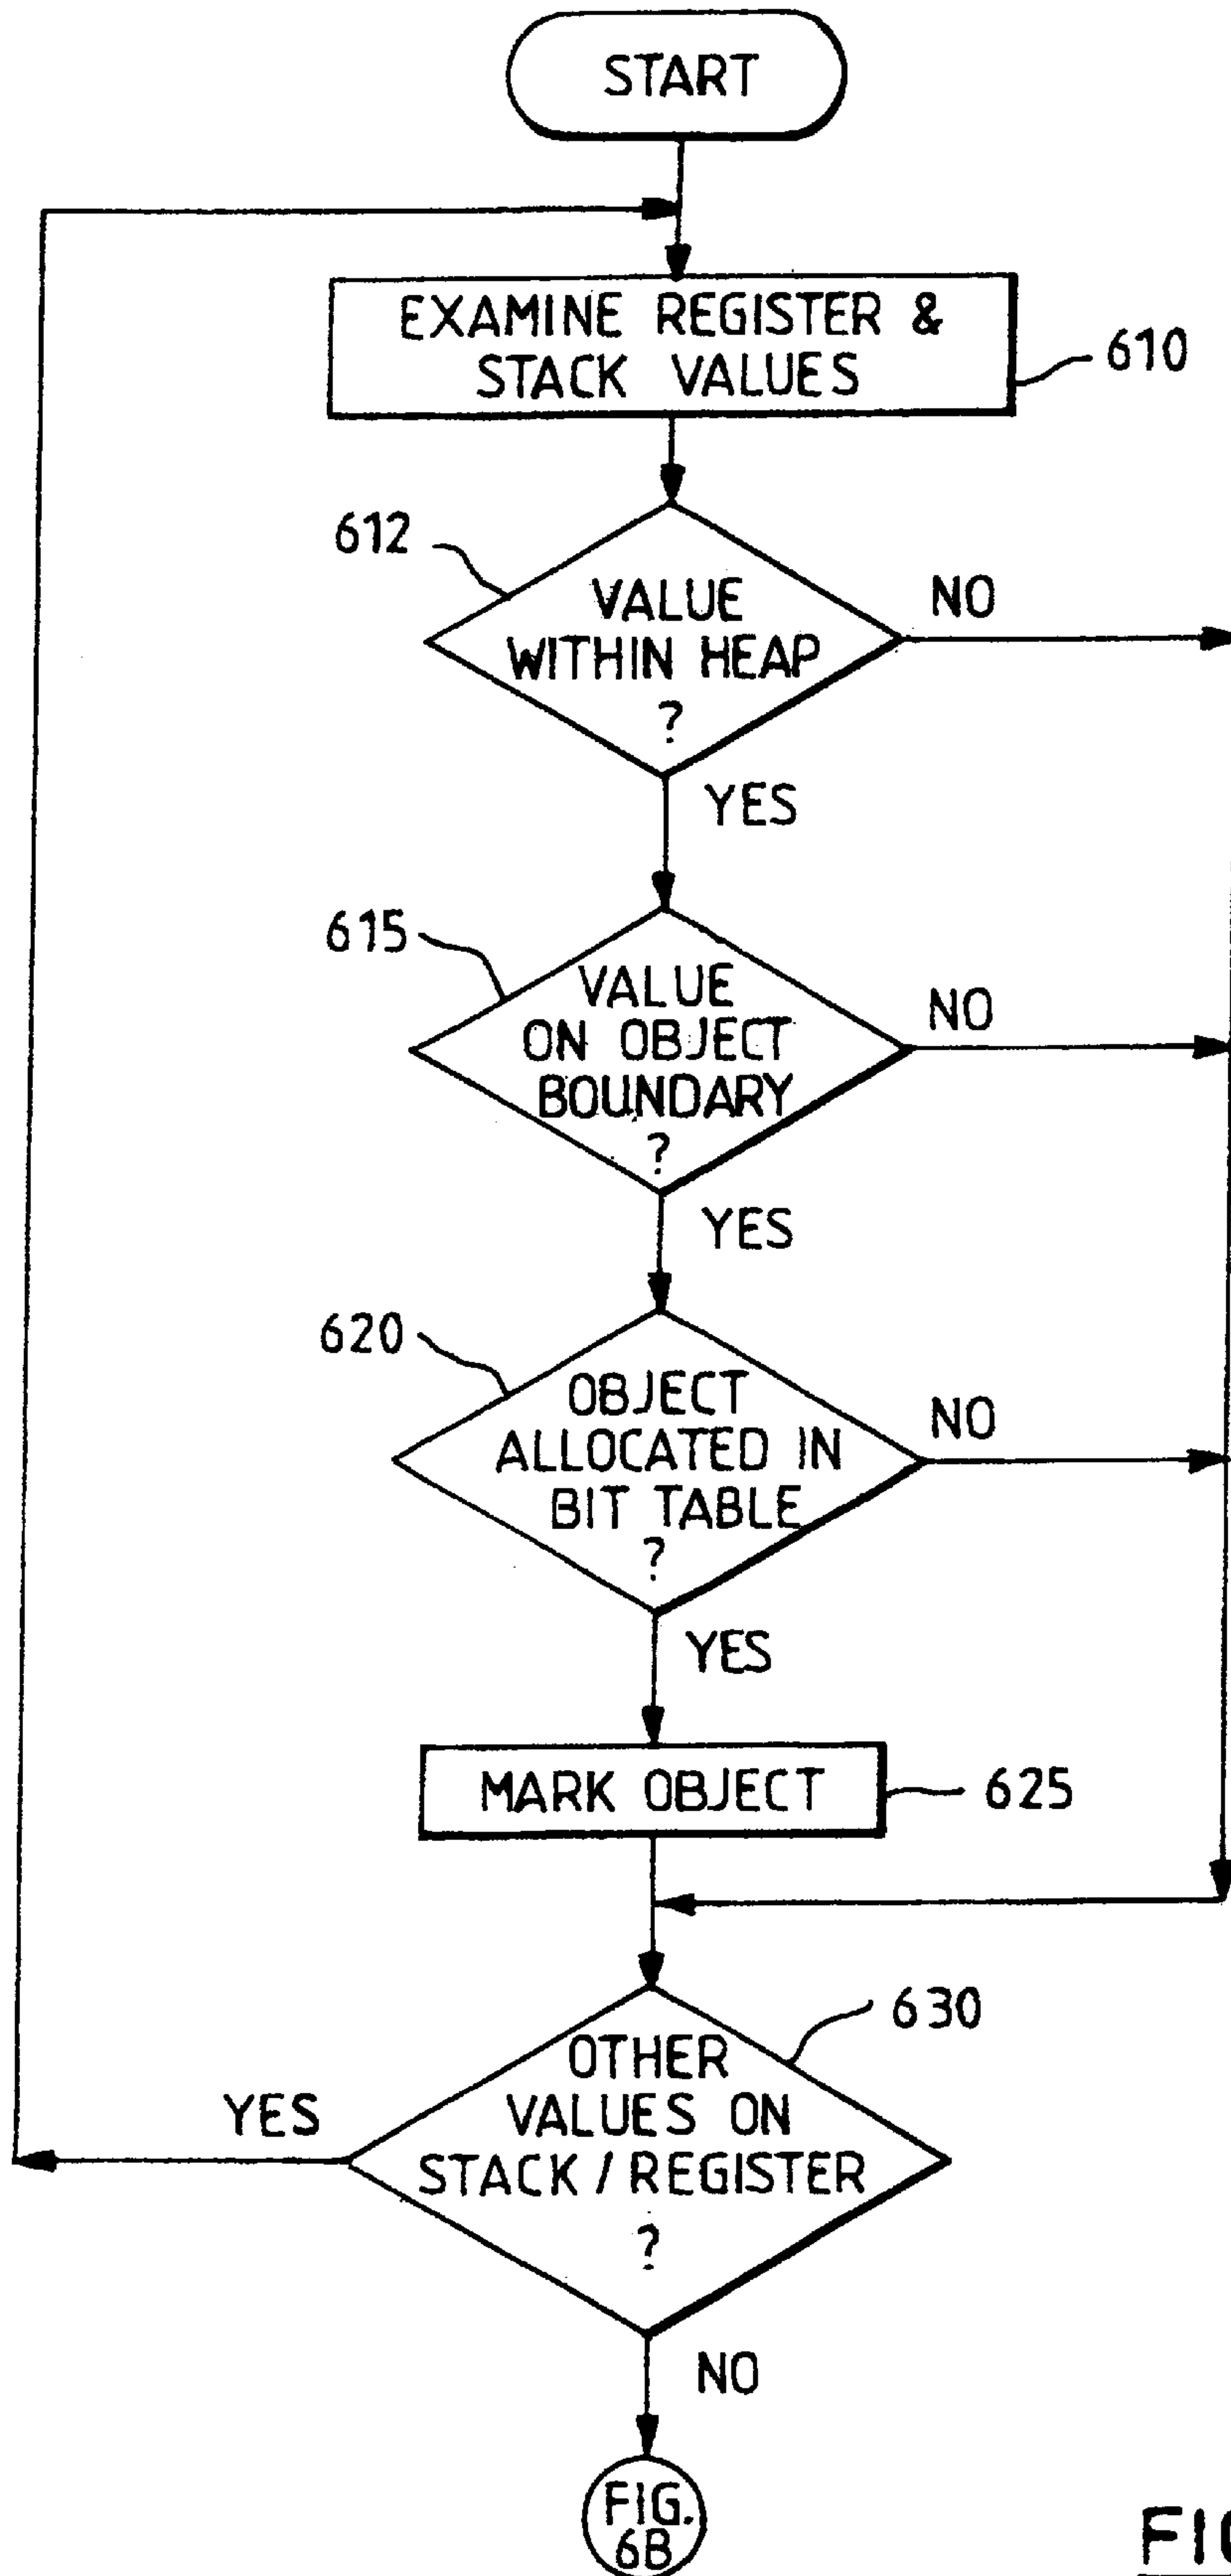 START
EXAMINE REGISTER &
STACK VALUES
610
612
VALUE
WITHIN HEAP
?
NO
YES
615
VALUE
ON OBJECT
BOUNDARY
?
NO
YES
620
OBJECT
ALLOCATED IN
BIT TABLE
?
NO
YES
MARK OBJECT
625
630
OTHER
VALUES ON
STACK / REGISTER
?
YES
NO
FIG.
6B